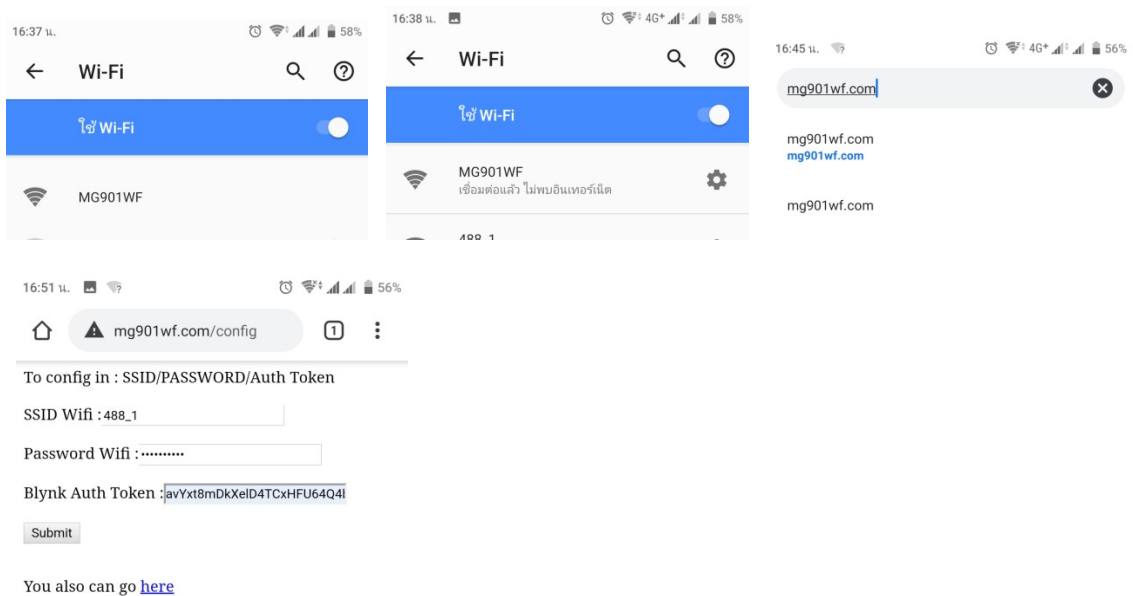 16:37 น.
58%
Wi-Fi
ใช้ Wi-Fi
MG901WF
16:38 น.
4G+
58%
Wi-Fi
ใช้ Wi-Fi
MG901WF
เชื่อมต่อแล้ว ไม่พบอินเทอร์เน็ต
488_1
16:45 น.
4G+
56%
mg901wf.com
mg901wf.com
mg901wf.com
mg901wf.com
16:51 น.
56%
mg901wf.com/config
1
To config in : SSID/PASSWORD/Auth Token
SSID Wifi : 488_1
Password Wifi : ··········
Blynk Auth Token : avYxt8mDkXelD4TCxHFU64Q4
Submit
You also can go here